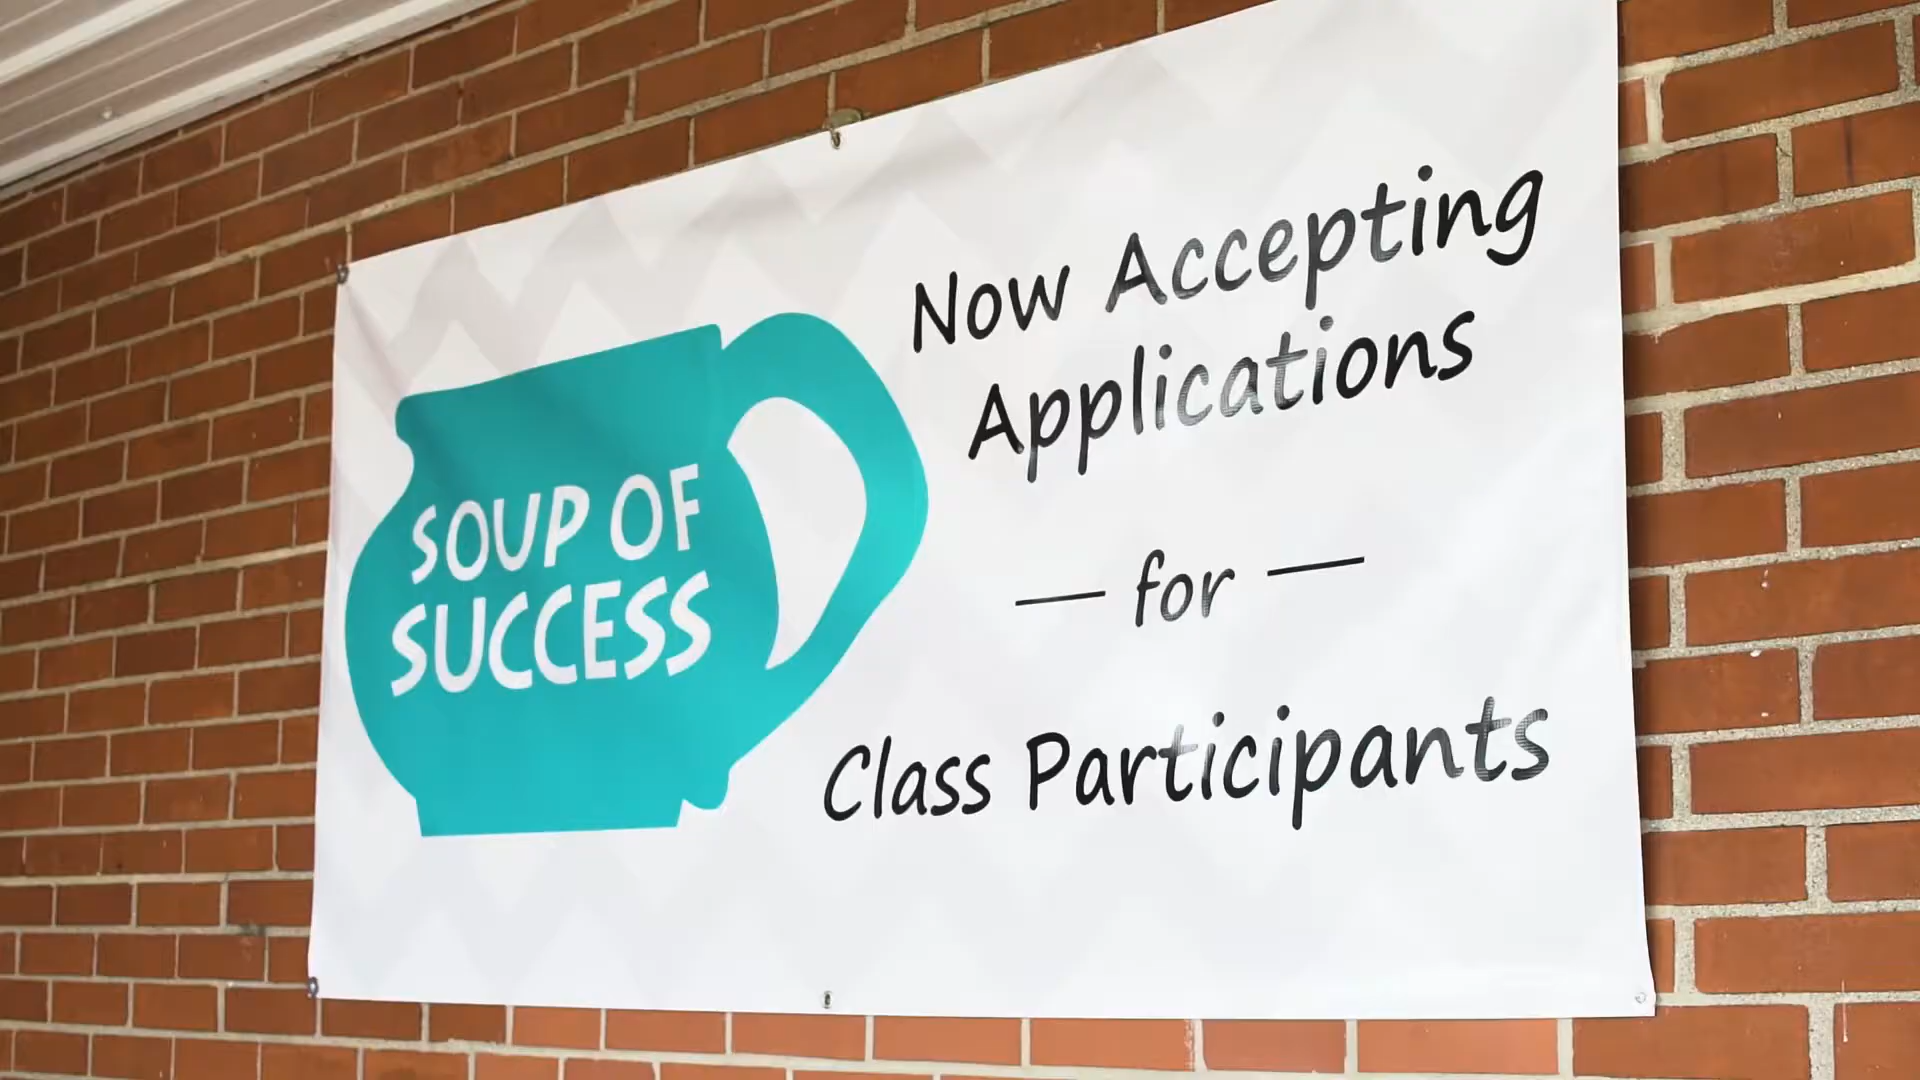 SOUP OF
SUCCESS
Now Accepting
Applications
— for —
Class Participants